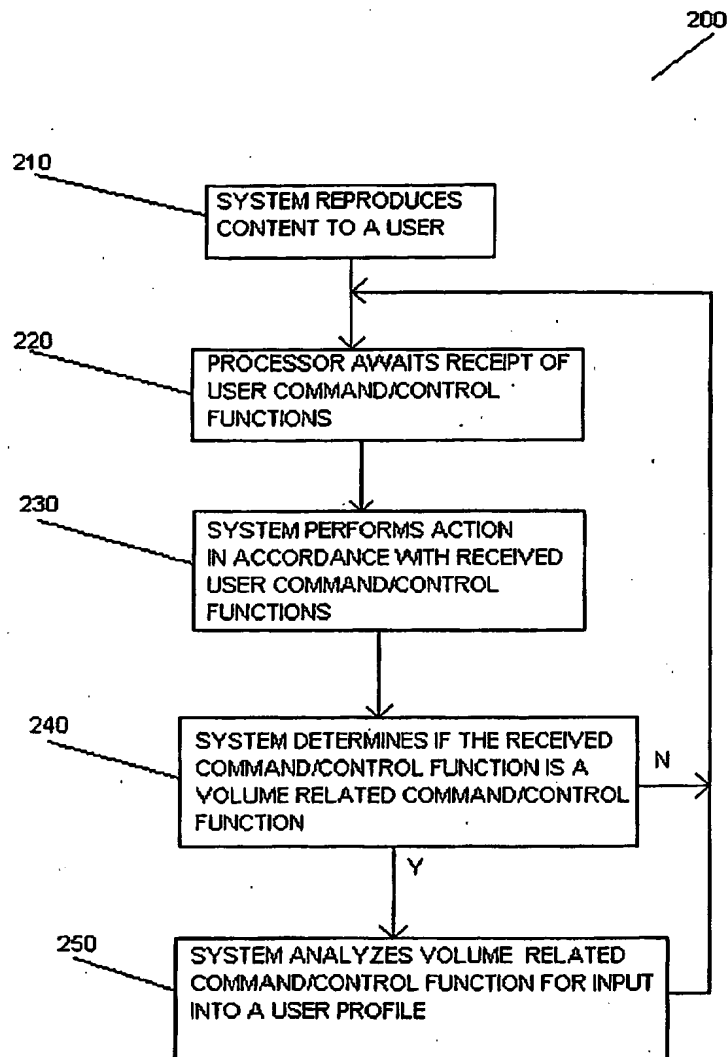 200
210
SYSTEM REPRODUCES
CONTENT TO A USER
220
PROCESSOR AWAITS RECEIPT OF
USER COMMAND/CONTROL
FUNCTIONS
230
SYSTEM PERFORMS ACTION
IN ACCORDANCE WITH RECEIVED
USER COMMAND/CONTROL
FUNCTIONS
240
SYSTEM DETERMINES IF THE RECEIVED
COMMAND/CONTROL FUNCTION IS A
VOLUME RELATED COMMAND/CONTROL
FUNCTION
N
Y
250
SYSTEM ANALYZES VOLUME RELATED
COMMAND/CONTROL FUNCTION FOR INPUT
INTO A USER PROFILE